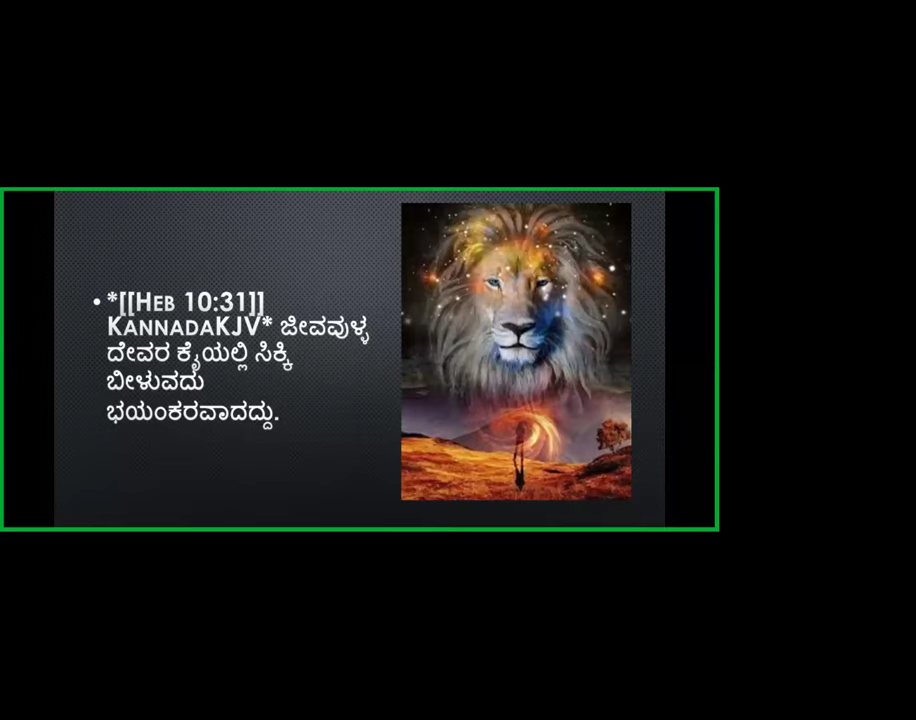 • *[[HEB 10:31]]
KANNADAKJV* ಜೀವವುಳ್ಳ
ದೇವರ ಕೈಯಲ್ಲಿ ಸಿಕ್ಕಿ
ಬೀಳುವದು
ಭಯಂಕರವಾದದ್ದು.